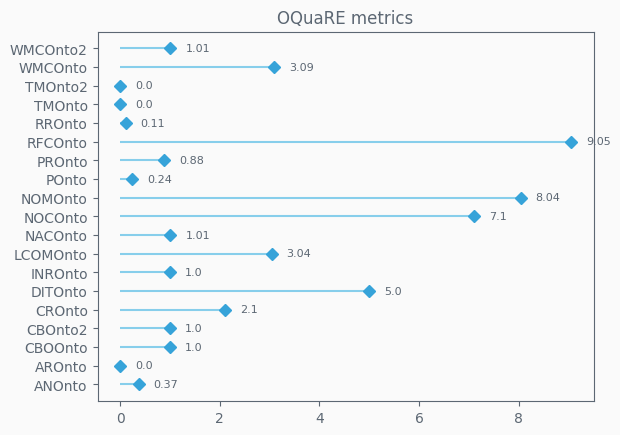 OQuaRE metrics
WMCOnto2 1.01
WMCOnto 3.09
TMOnto2 0.0
TMOnto 0.0
RROnto 0.11
RFCOnto 9.05
PROnto 0.88
POnto 0.24
NOMOnto 8.04
NOCOnto 7.1
NACOnto 1.01
LCOMOnto 3.04
INROnto 1.0
DITOnto 5.0
CROnto 2.1
CBOnto2 1.0
CBOOnto 1.0
AROnto 0.0
ANOnto 0.37
0 2 4 6 8